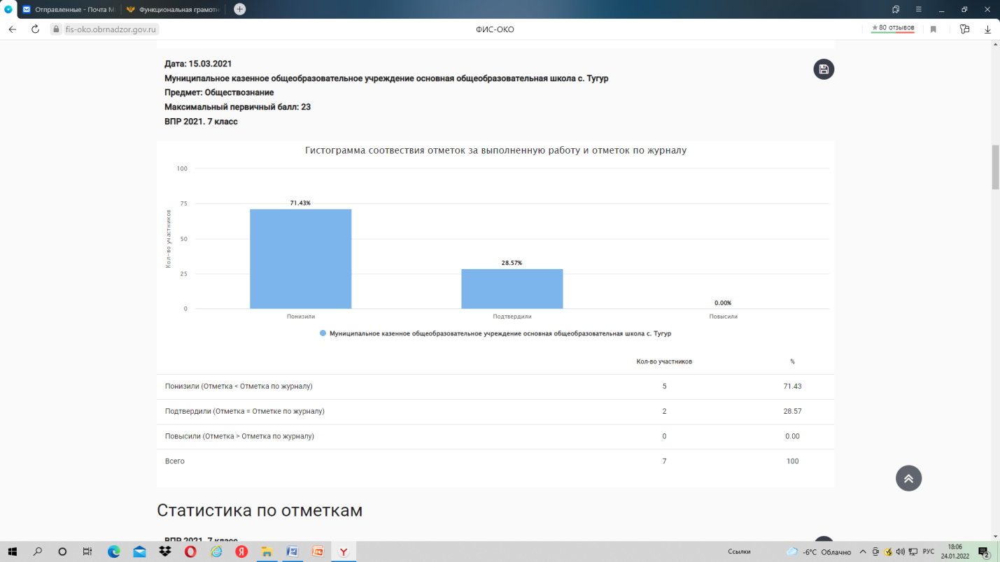 Отправленные - Почта M
Функциональная грамотн
fis-oko.obrnadzor.gov.ru
ФИС-ОКО
★ 80 отзывов
Дата: 15.03.2021
Муниципальное казенное общеобразовательное учреждение основная общеобразовательная школа с. Тугур
Предмет: Обществознание
Максимальный первичный балл: 23
ВПР 2021. 7 класс
Гистограмма соотвествия отметок за выполненную работу и отметок по журналу
Кол-во участников
100
75
50
25
0
71.43%
28.57%
0.00%
Понизили
Подтвердили
Повысили
Муниципальное казенное общеобразовательное учреждение основная общеобразовательная школа с. Тугур
Кол-во участников %
Понизили (Отметка < Отметка по журналу) 5 71.43
Подтвердили (Отметка = Отметке по журналу) 2 28.57
Повысили (Отметка > Отметка по журналу) 0 0.00
Всего 7 100
Статистика по отметкам
ВПР 2021. 7 класс
Ссылки
-6°C Облачно
РУС
18:06
24.01.2022
2